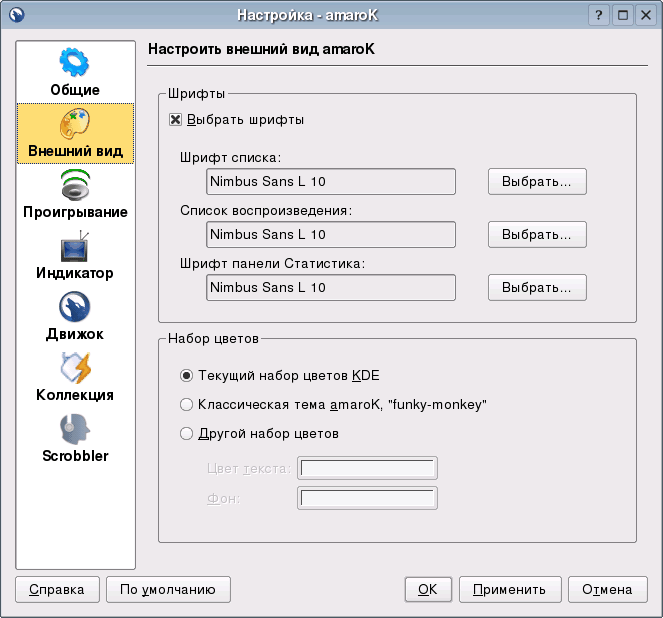 Настройка - amaroK
?
Общие
Внешний вид
Проигрывание
Индикатор
Движок
Коллекция
Scrobbler
Настроить внешний вид amaroK
Шрифты
Выбрать шрифты
Шрифт списка:
Nimbus Sans L 10
Выбрать...
Список воспроизведения:
Nimbus Sans L 10
Выбрать...
Шрифт панели Статистика:
Nimbus Sans L 10
Выбрать...
Набор цветов
Текущий набор цветов KDE
Классическая тема amaroK, "funky-monkey"
Другой набор цветов
Цвет текста:
Фон:
Справка
По умолчанию
OK
Применить
Отмена